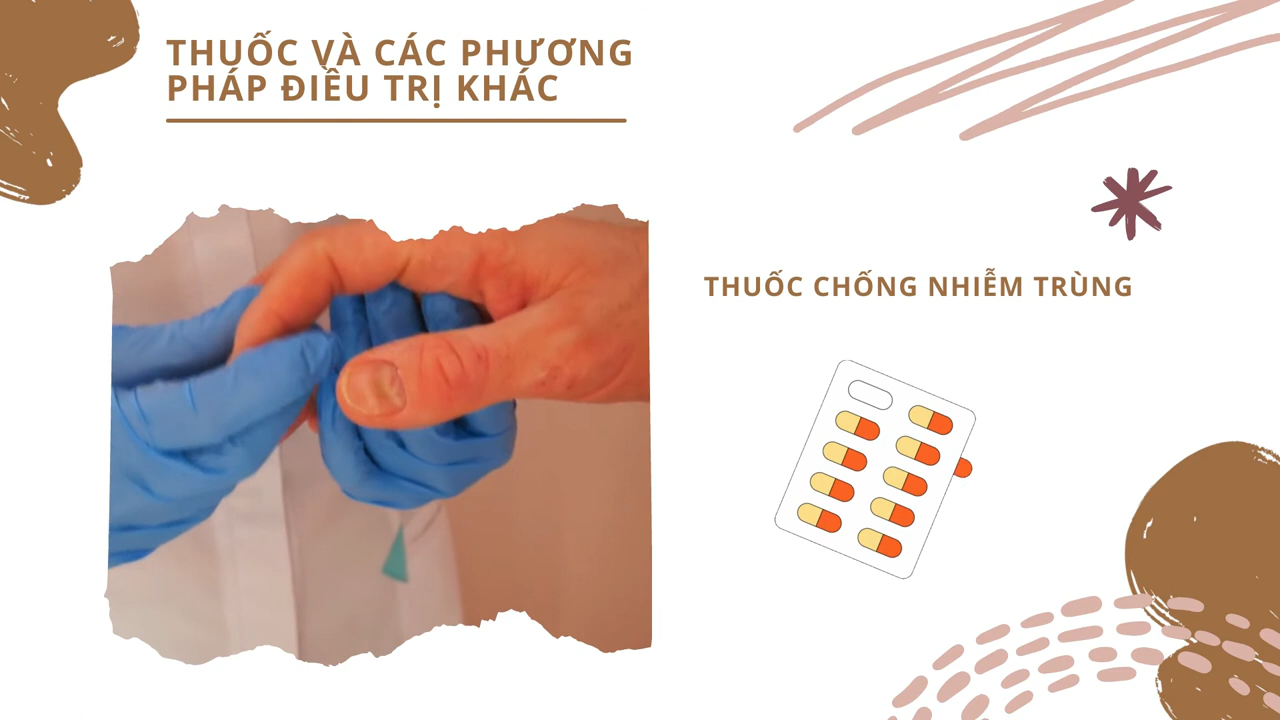 THUỐC VÀ CÁC PHƯƠNG
PHÁP ĐIỀU TRỊ KHÁC
THUỐC CHỐNG NHIỄM TRÙNG